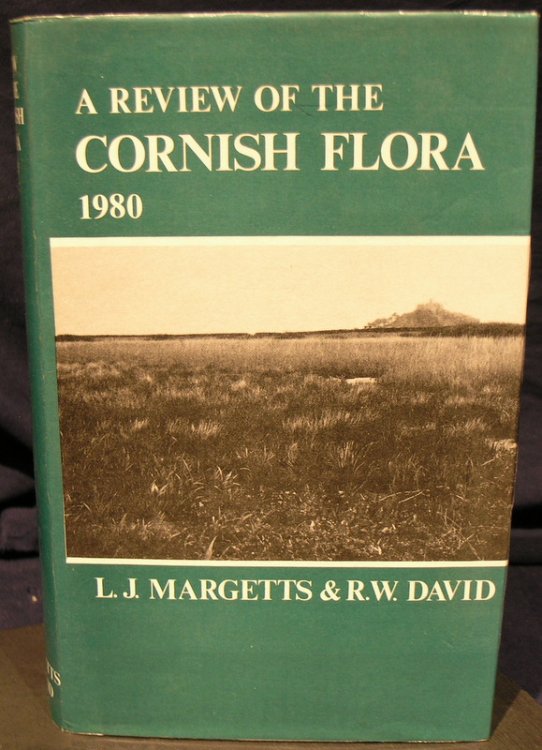 A REVIEW OF THE
CORNISH FLORA
1980
L. J. MARGETTS & R.W. DAVID